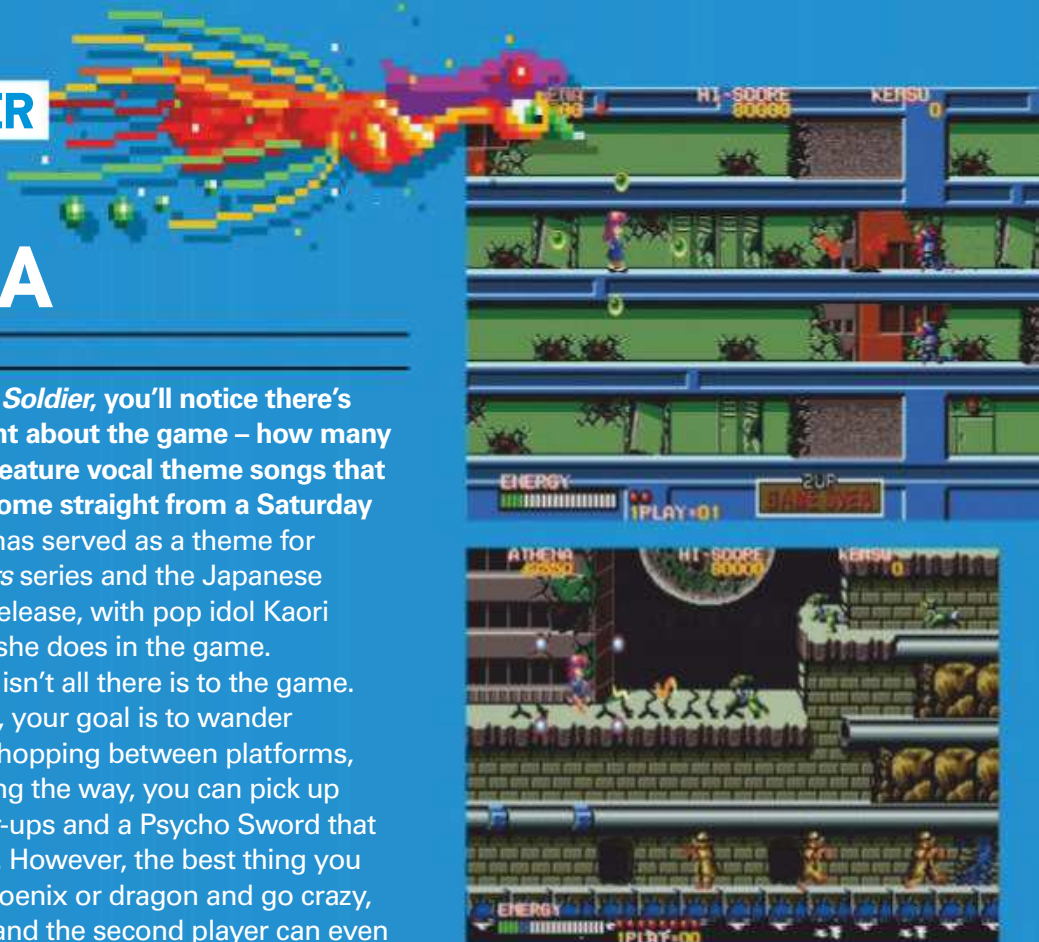 ER
A
Soldier, you'll notice there's
nt about the game – how many
eature vocal theme songs that
ome straight from a Saturday
has served as a theme for
rs series and the Japanese
elease, with pop idol Kaori
she does in the game.
isn't all there is to the game.
, your goal is to wander
hopping between platforms,
ng the way, you can pick up
r-ups and a Psycho Sword that
. However, the best thing you
oenix or dragon and go crazy,
and the second player can even
HI-SCORE
KENSU
80000
0
ENERGY
1PLAY=01
2UP
GAME OVER
ATHENA
HI-SCORE
KENSU
80000
0
ENERGY
1PLAY=00